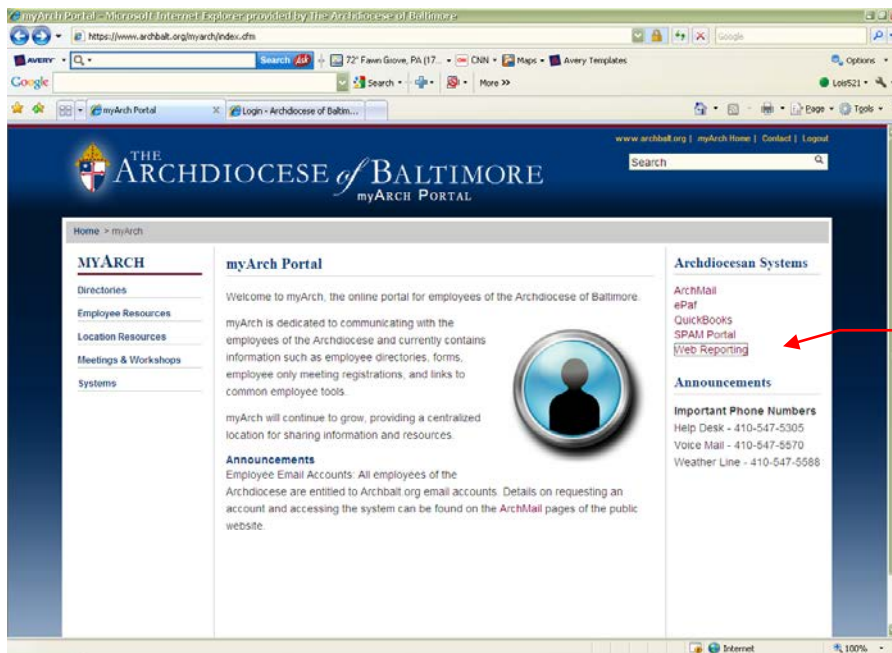 myArch Portal - Microsoft Internet Explorer provided by The Archdiocese of Baltimore
https://www.archbalt.org/myarch/index.cfm
Google
AVERY
Search
72° Fawn Grove, PA (17...
CNN
Maps
Avery Templates
Options
Google
Search
More >>
Lois521
myArch Portal
Login - Archdiocese of Baltim...
Page
Tools
www.archbalt.org | myArch Home | Contact | Logout
THE
ARCHDIOCESE of BALTIMORE
myARCH PORTAL
Search
Home > myArch
MYARCH
Directories
Employee Resources
Location Resources
Meetings & Workshops
Systems
myArch Portal
Welcome to myArch, the online portal for employees of the Archdiocese of Baltimore.
myArch is dedicated to communicating with the
employees of the Archdiocese and currently contains
information such as employee directories, forms,
employee only meeting registrations, and links to
common employee tools.
myArch will continue to grow, providing a centralized
location for sharing information and resources.
Announcements
Employee Email Accounts: All employees of the
Archdiocese are entitled to Archbalt.org email accounts. Details on requesting an
account and accessing the system can be found on the ArchMail pages of the public
website.
Archdiocesan Systems
ArchMail
ePaf
QuickBooks
SPAM Portal
Web Reporting
Announcements
Important Phone Numbers
Help Desk - 410-547-5305
Voice Mail - 410-547-5570
Weather Line - 410-547-5588
Internet
100%